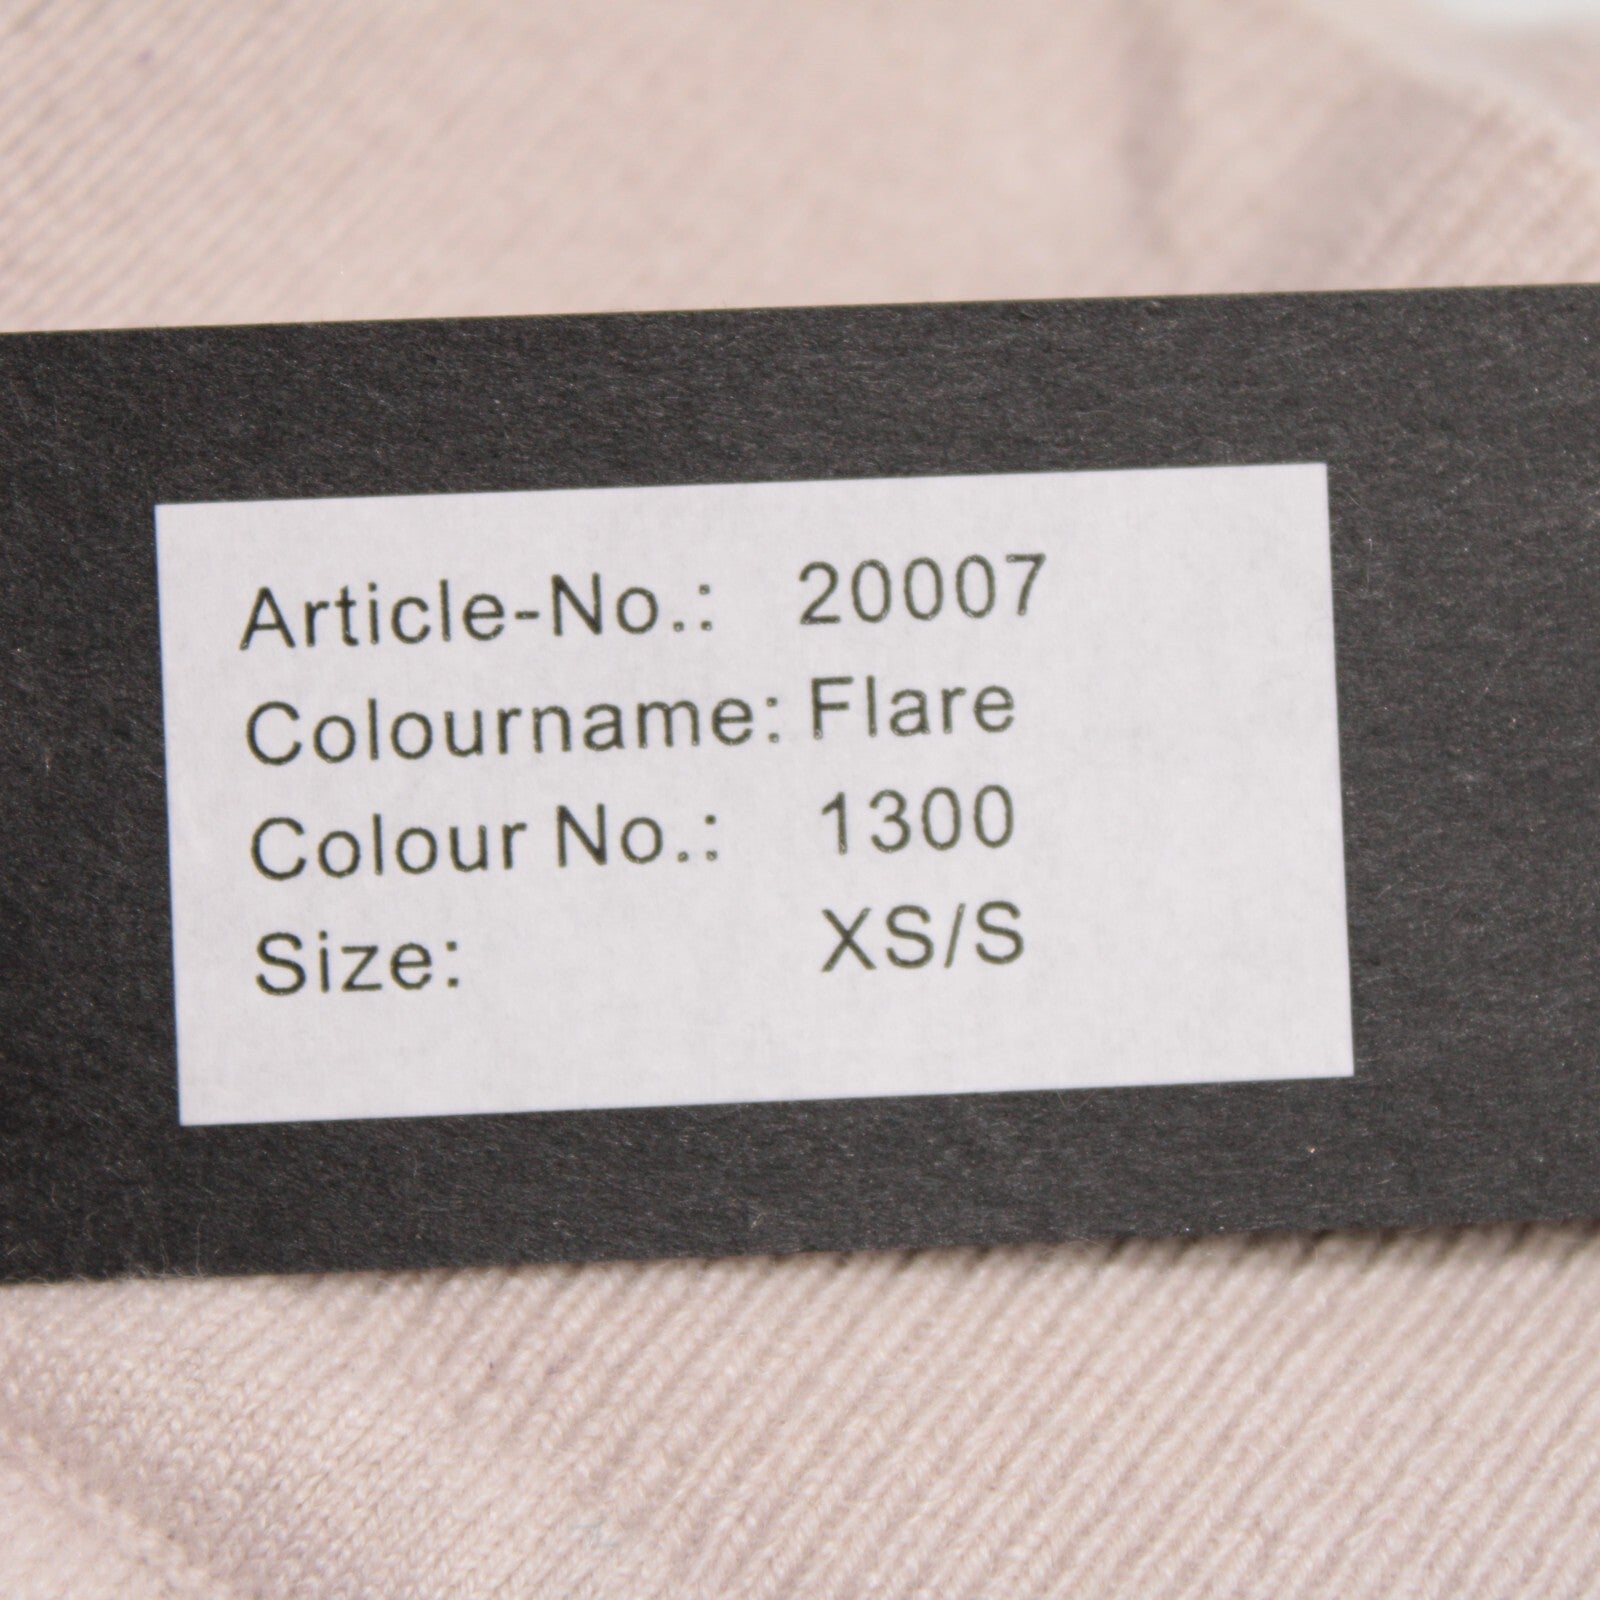 Article-No.: 20007
Colourname: Flare
Colour No.: 1300
Size: XS/S